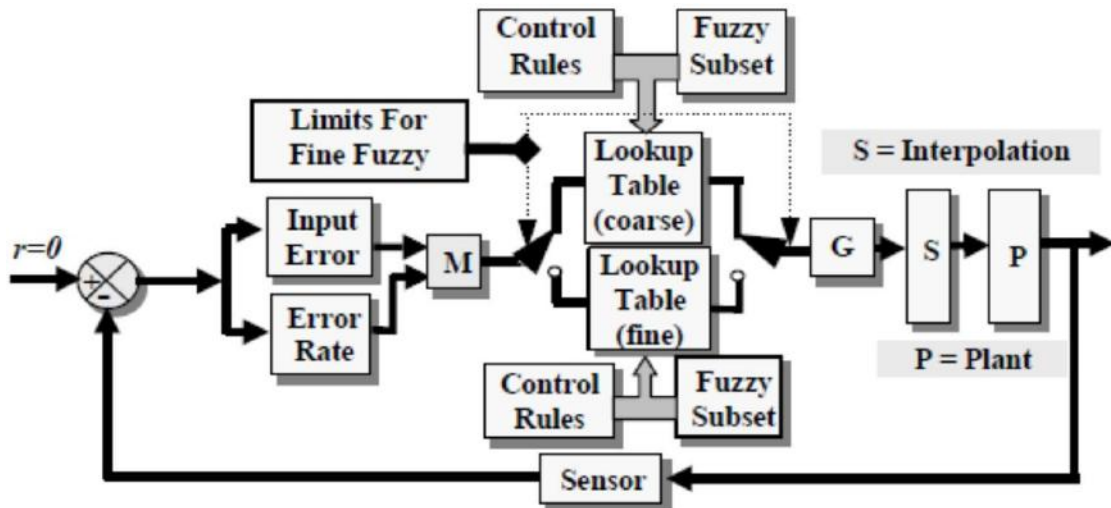 Control
Rules
Fuzzy
Subset
Limits For
Fine Fuzzy
Lookup
Table
(coarse)
S = Interpolation
r=0
+
-
Input
Error
Error
Rate
M
Lookup
Table
(fine)
G
S
P
P = Plant
Control
Rules
Fuzzy
Subset
Sensor